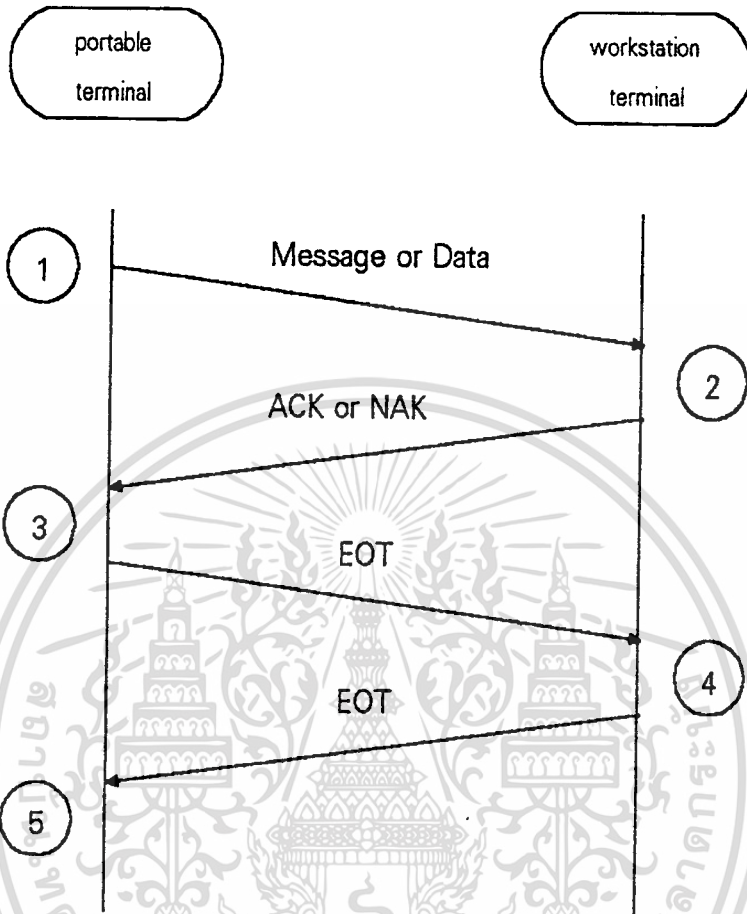 portable
terminal
workstation
terminal
1
Message or Data
2
ACK or NAK
3
EOT
4
EOT
5